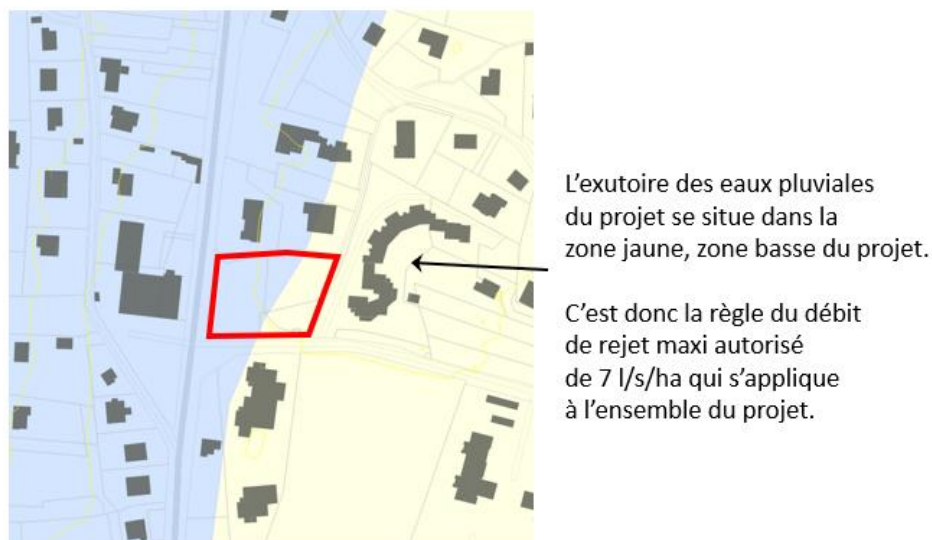 L’exutoire des eaux pluviales
du projet se situe dans la
zone jaune, zone basse du projet.
C’est donc la règle du débit
de rejet maxi autorisé
de 7 l/s/ha qui s’applique
à l’ensemble du projet.